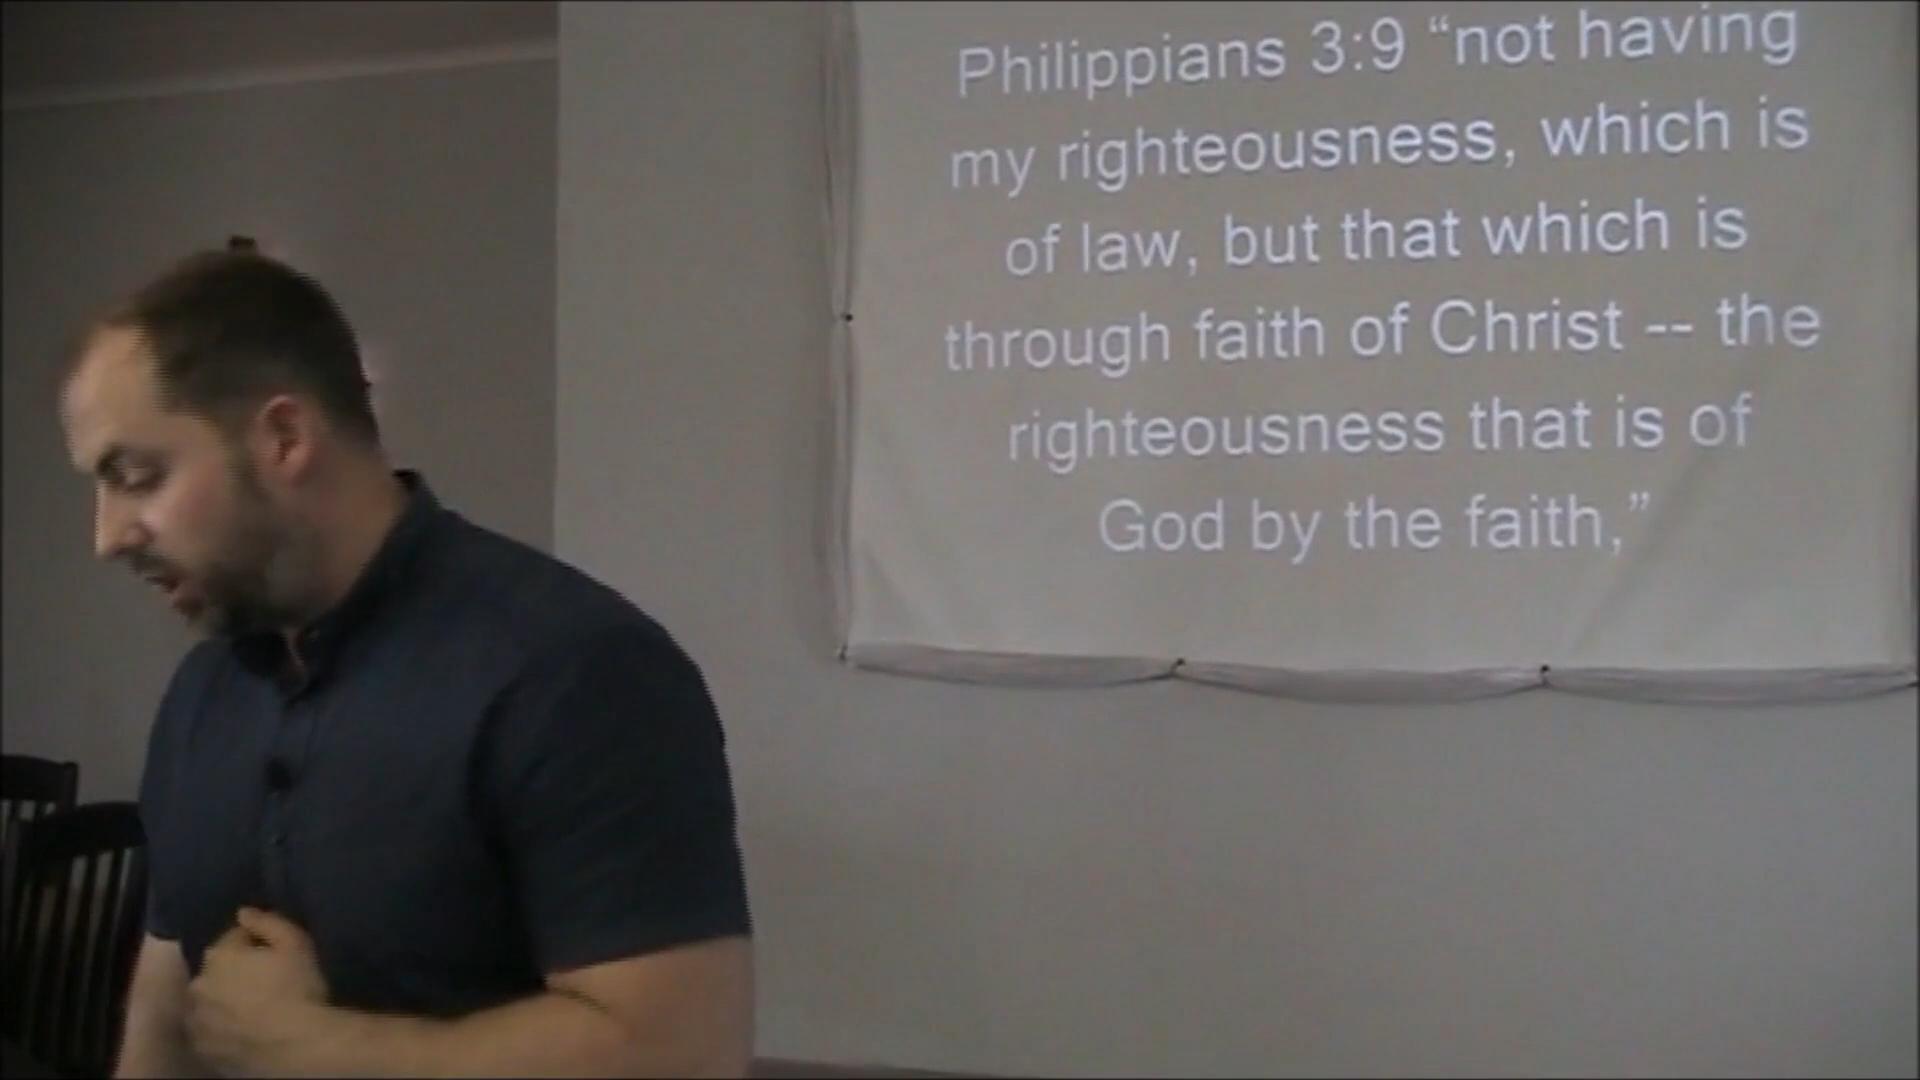 Philippians 3:9 “not having
my righteousness, which is
of law, but that which is
through faith of Christ -- the
righteousness that is of
God by the faith,”